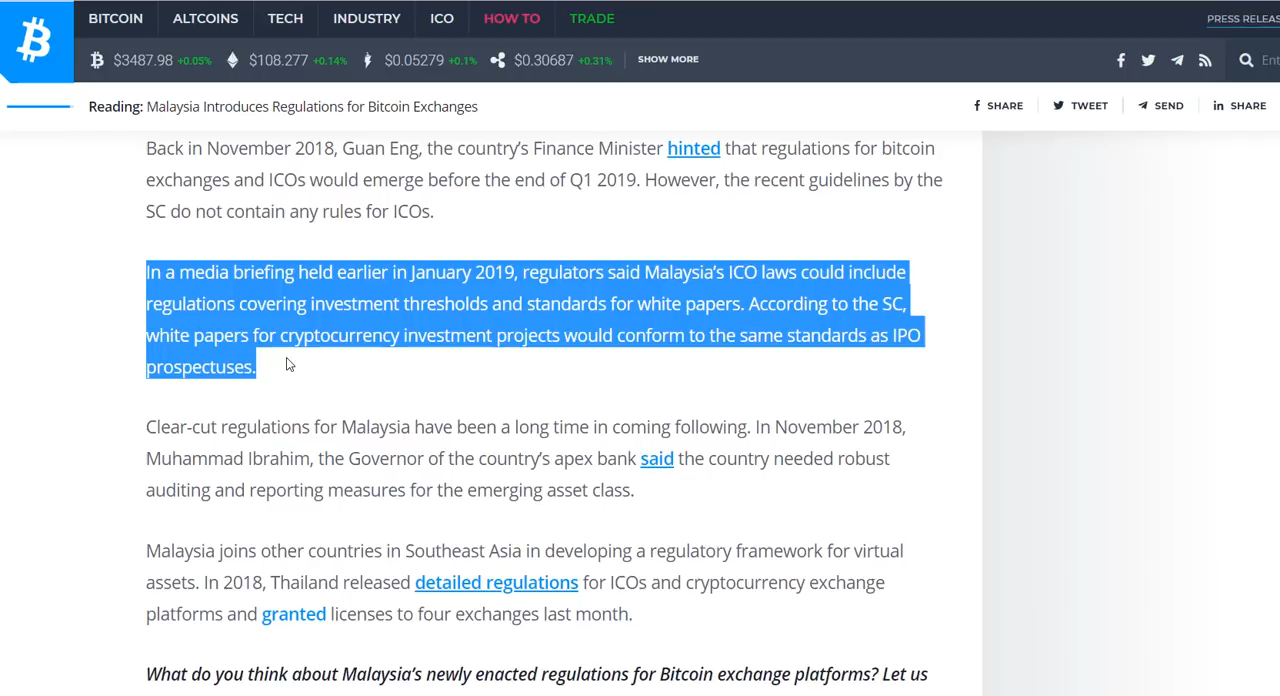 BITCOIN ALTCOINS TECH INDUSTRY ICO HOW TO TRADE PRESS RELEAS
$3487.98 +0.05% $108.277 +0.14% $0.05279 +0.1% $0.30687 +0.31% SHOW MORE Ent
Reading: Malaysia Introduces Regulations for Bitcoin Exchanges SHARE TWEET SEND SHARE
Back in November 2018, Guan Eng, the country’s Finance Minister hinted that regulations for bitcoin
exchanges and ICOs would emerge before the end of Q1 2019. However, the recent guidelines by the
SC do not contain any rules for ICOs.
In a media briefing held earlier in January 2019, regulators said Malaysia’s ICO laws could include
regulations covering investment thresholds and standards for white papers. According to the SC,
white papers for cryptocurrency investment projects would conform to the same standards as IPO
prospectuses.
Clear-cut regulations for Malaysia have been a long time in coming following. In November 2018,
Muhammad Ibrahim, the Governor of the country’s apex bank said the country needed robust
auditing and reporting measures for the emerging asset class.
Malaysia joins other countries in Southeast Asia in developing a regulatory framework for virtual
assets. In 2018, Thailand released detailed regulations for ICOs and cryptocurrency exchange
platforms and granted licenses to four exchanges last month.
What do you think about Malaysia’s newly enacted regulations for Bitcoin exchange platforms? Let us